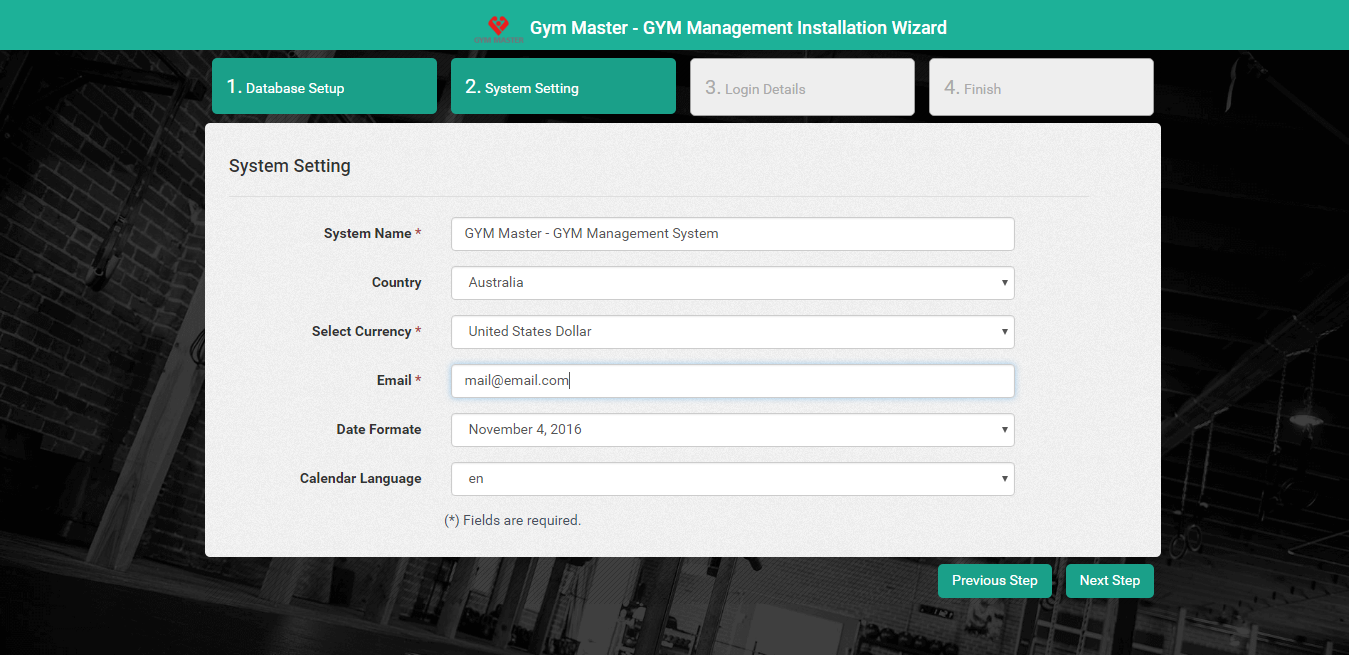 GYM MASTER
Gym Master - GYM Management Installation Wizard
1. Database Setup
2. System Setting
3. Login Details
4. Finish
System Setting
System Name * GYM Master - GYM Management System
Country Australia
Select Currency * United States Dollar
Email * mail@email.com
Date Formate November 4, 2016
Calendar Language en
(*) Fields are required.
Previous Step
Next Step